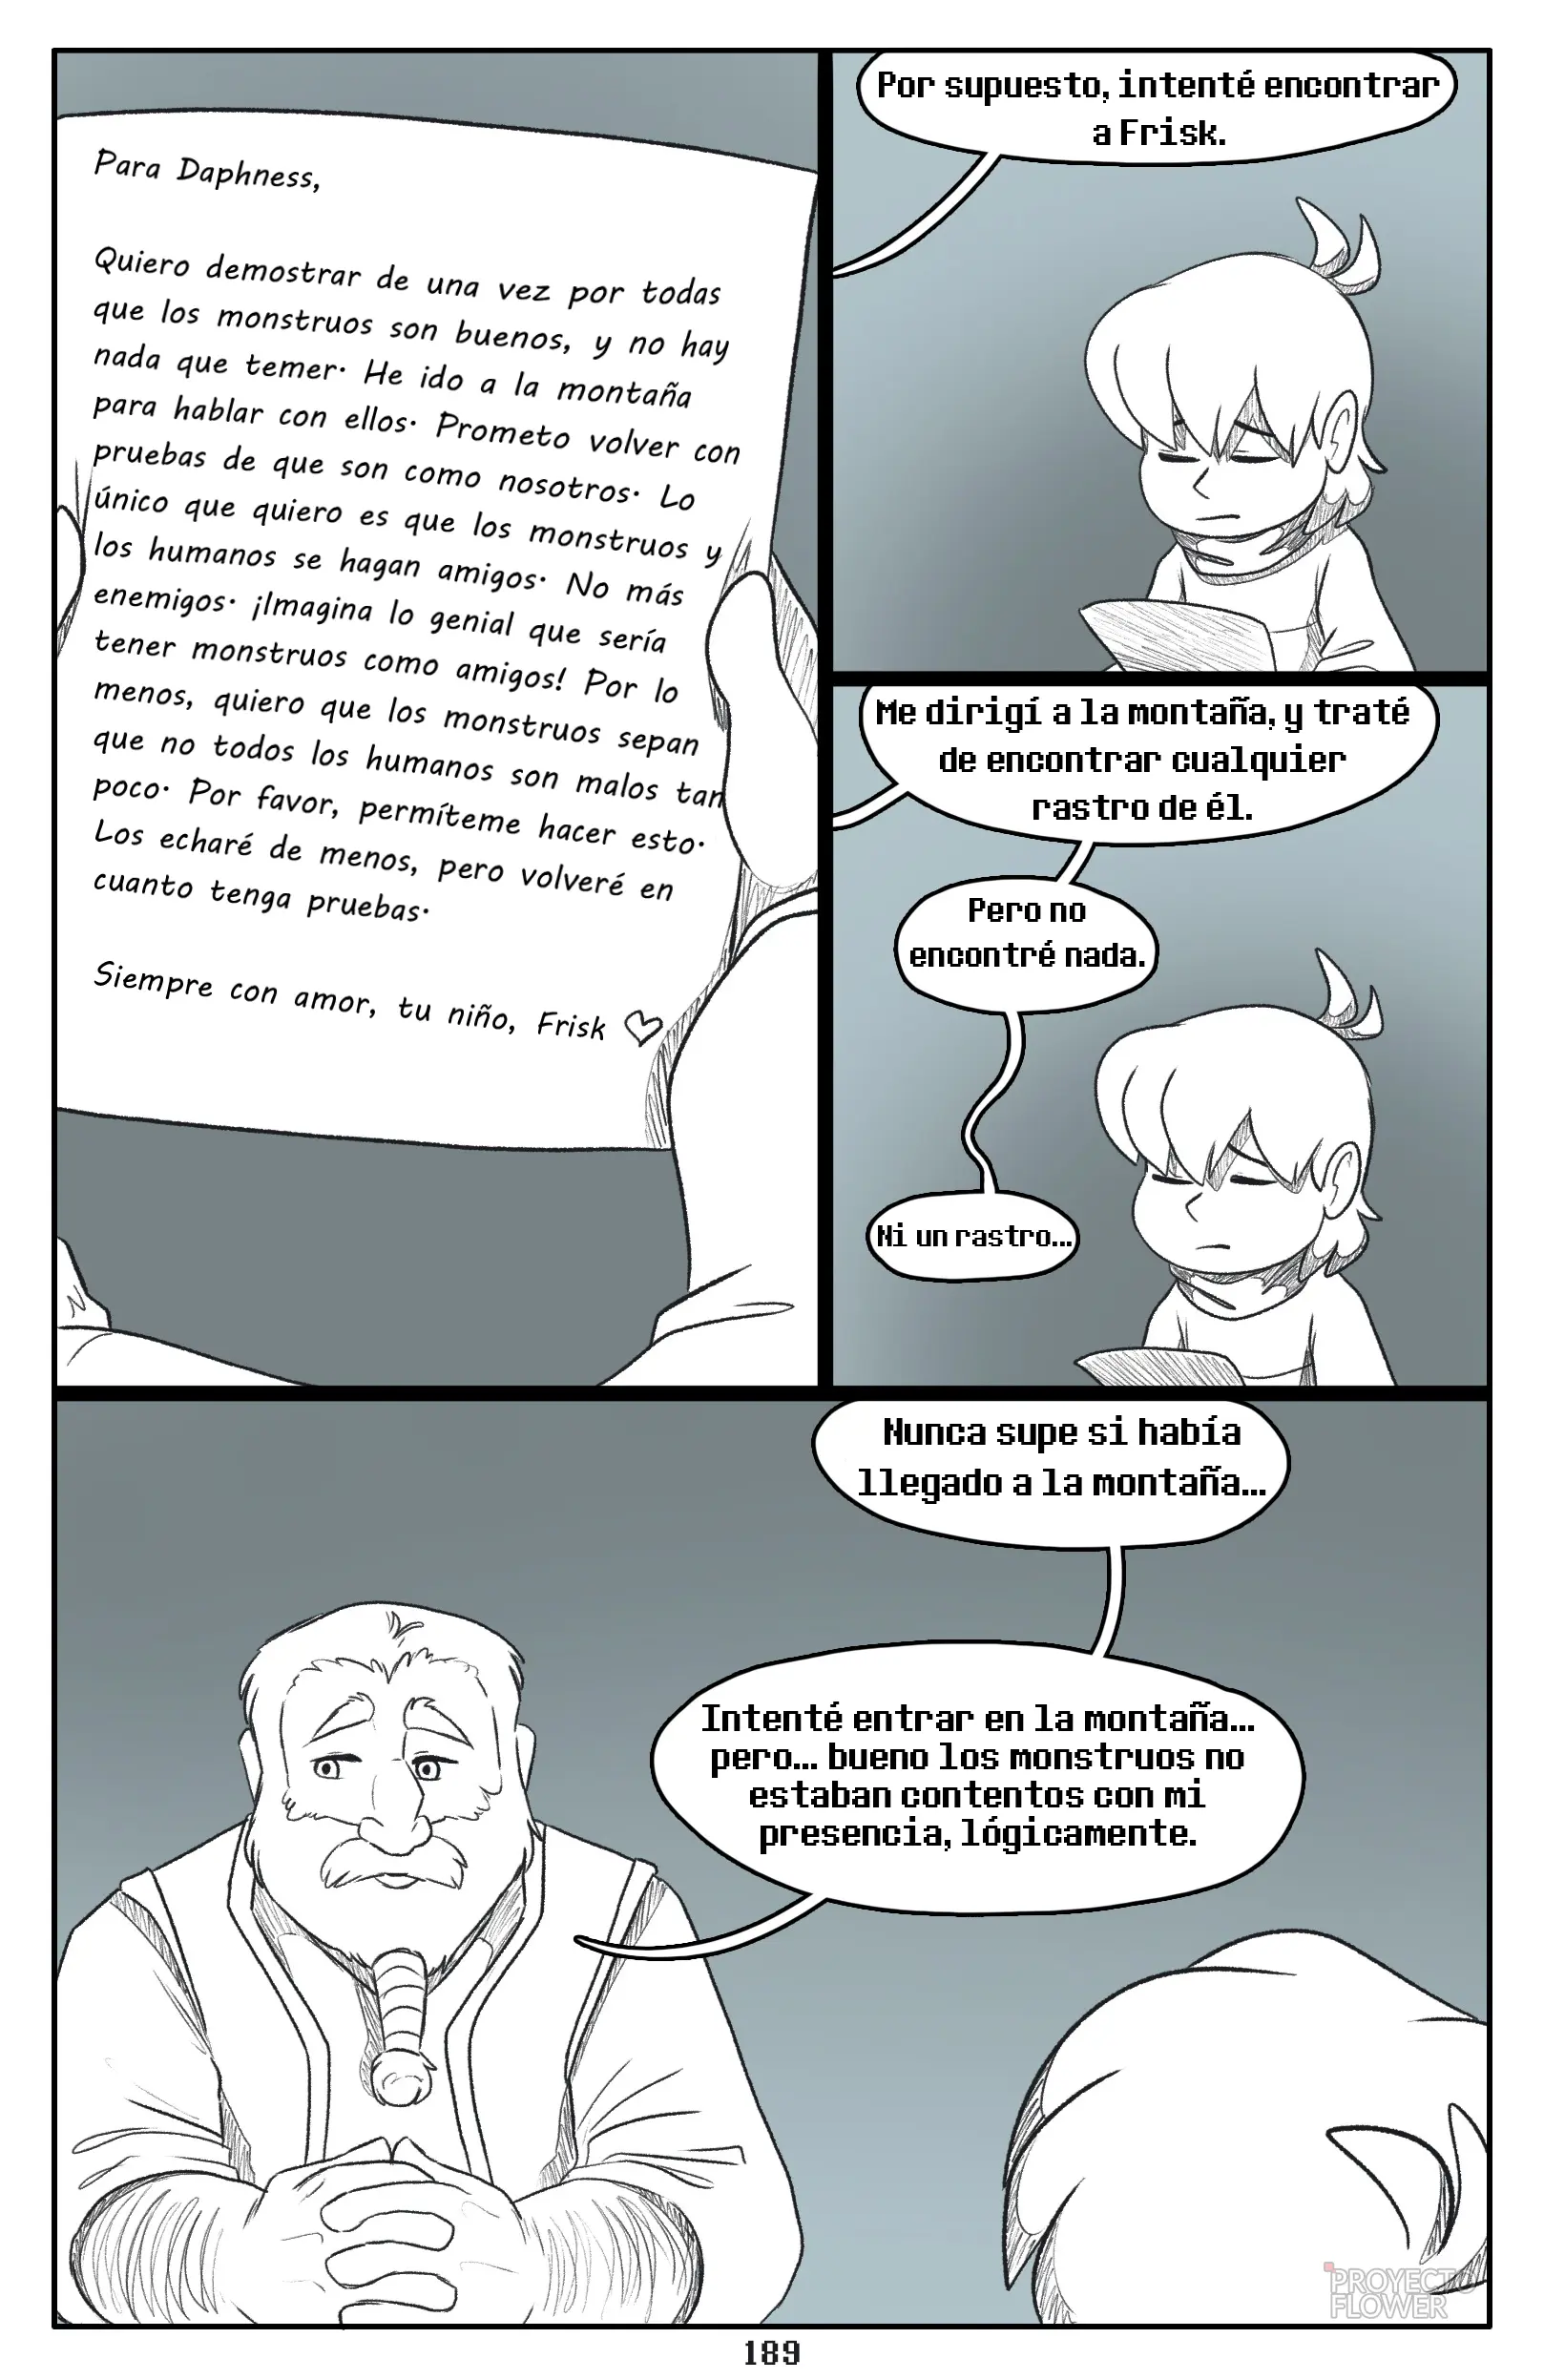 Para Daphness,
Quiero demostrar de una vez por todas
que los monstruos son buenos, y no hay
nada que temer. He ido a la montaña
para hablar con ellos. Prometo volver con
pruebas de que son como nosotros. Lo
único que quiero es que los monstruos y
los humanos se hagan amigos. No más
enemigos. ¡Imagina lo genial que sería
tener monstruos como amigos! Por lo
menos, quiero que los monstruos sepan
que no todos los humanos son malos tan
poco. Por favor, permíteme hacer esto.
Los echaré de menos, pero volveré en
cuanto tenga pruebas.
Siempre con amor, tu niño, Frisk ♡
Por supuesto, intenté encontrar
a Frisk.
Me dirigí a la montaña, y traté
de encontrar cualquier
rastro de él.
Pero no
encontré nada.
Ni un rastro...
Nunca supe si había
llegado a la montaña...
Intenté entrar en la montaña...
pero... bueno los monstruos no
estaban contentos con mi
presencia, lógicamente.
PROYECTO
FLOWER
189